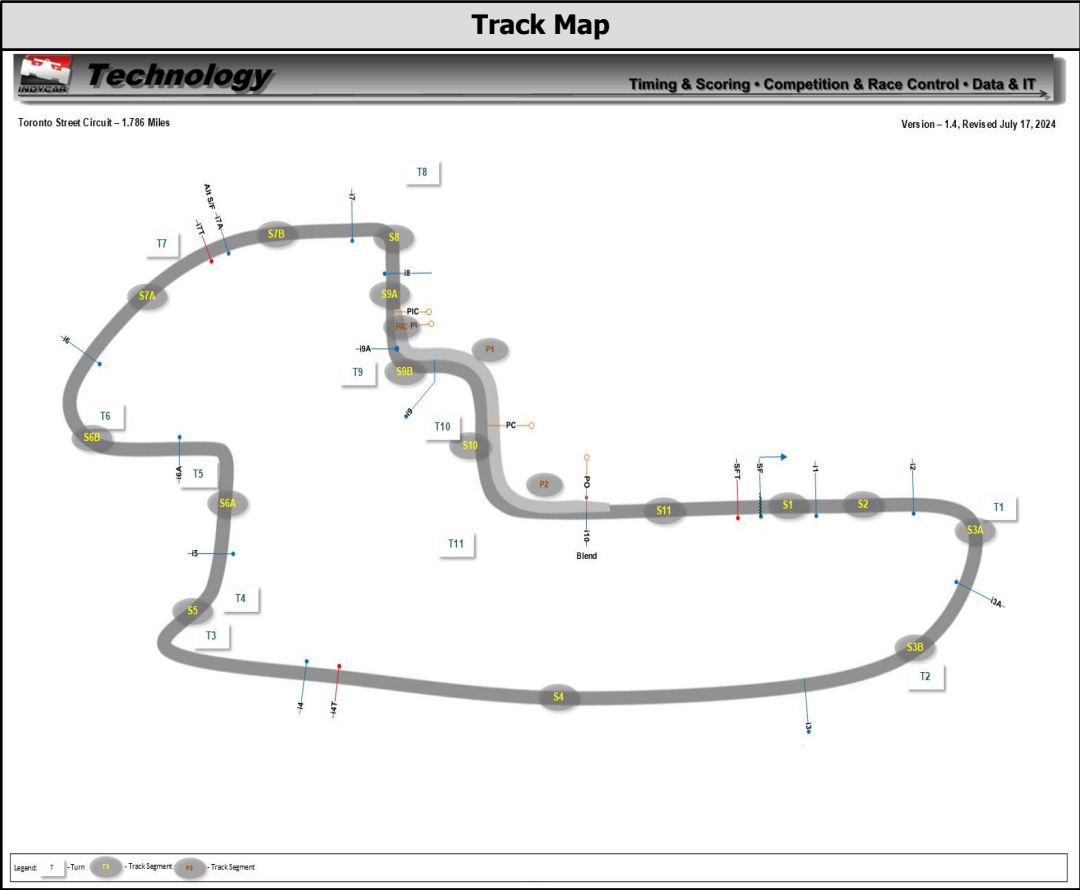 Track Map
INDYCAR Technology
Timing & Scoring • Competition & Race Control • Data & IT
Toronto Street Circuit – 1.786 Miles
Version – 1.4, Revised July 17, 2024
T8
Alt S/F -i7A
-i7T
i7
T7
S7B
S8
i8
S7A
S9A
PIC
PIC
PI
i6
i9A
P1
T9
S9B
i9
T6
T10
PC
S6B
S10
i6A
T5
SFT
SF
i1
i2
P2
PO
S6A
S11
S1
S2
T1
S3A
i10
Blend
T11
i5
i3A
T4
S5
T3
S3B
T2
S4
i4
i4T
i3
Legend: T - Turn T3 - Track Segment P5 - Track Segment